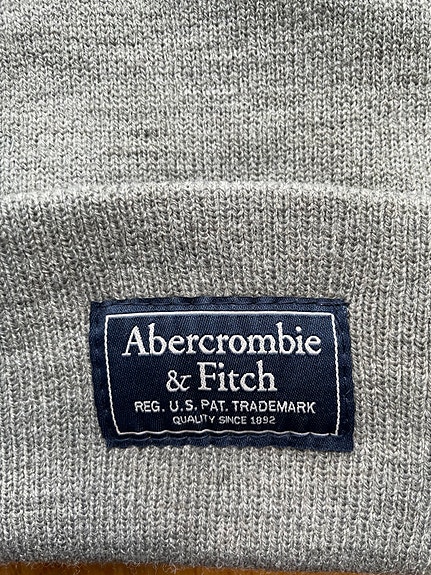 Abercrombie
& Fitch
REG. U.S. PAT. TRADEMARK
QUALITY SINCE 1892